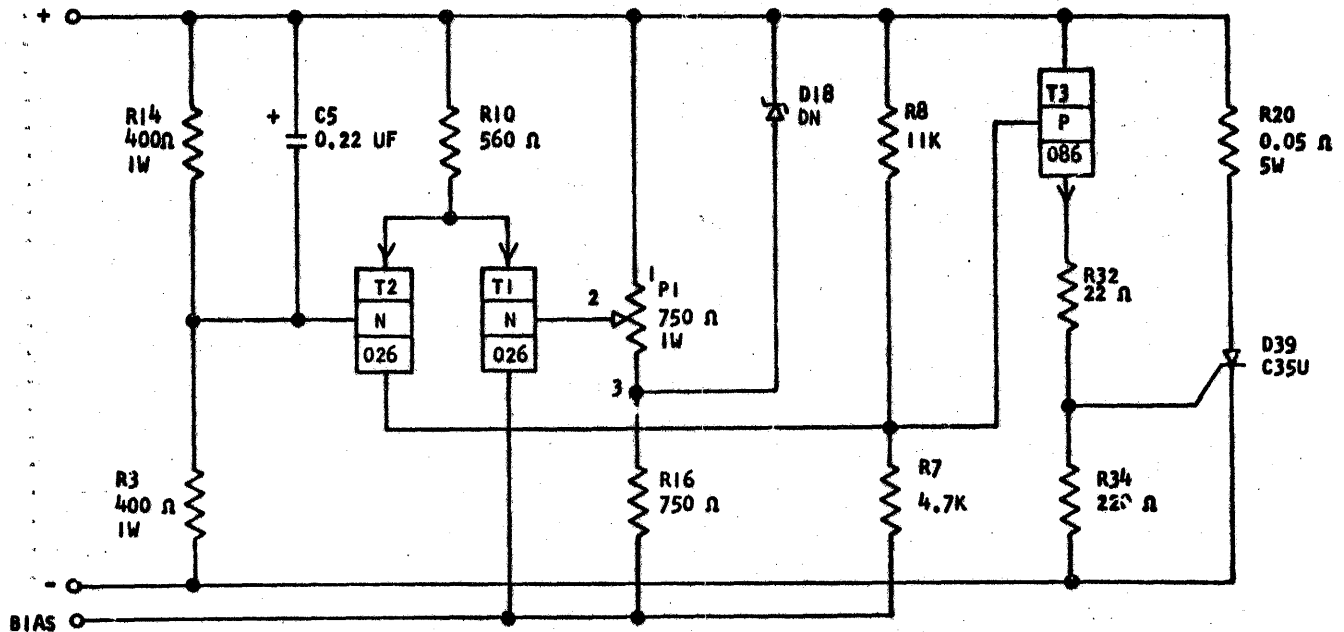 +
R14
400Ω
1W
+
C5
0.22 UF
R10
560 Ω
D18
DN
R8
11K
T3
P
086
R20
0.05 Ω
5W
T2
N
026
T1
N
026
2
1
P1
750 Ω
1W
3
R32
22 Ω
D39
C35U
R3
400 Ω
1W
R16
750 Ω
R7
4.7K
R34
220 Ω
-
BIAS